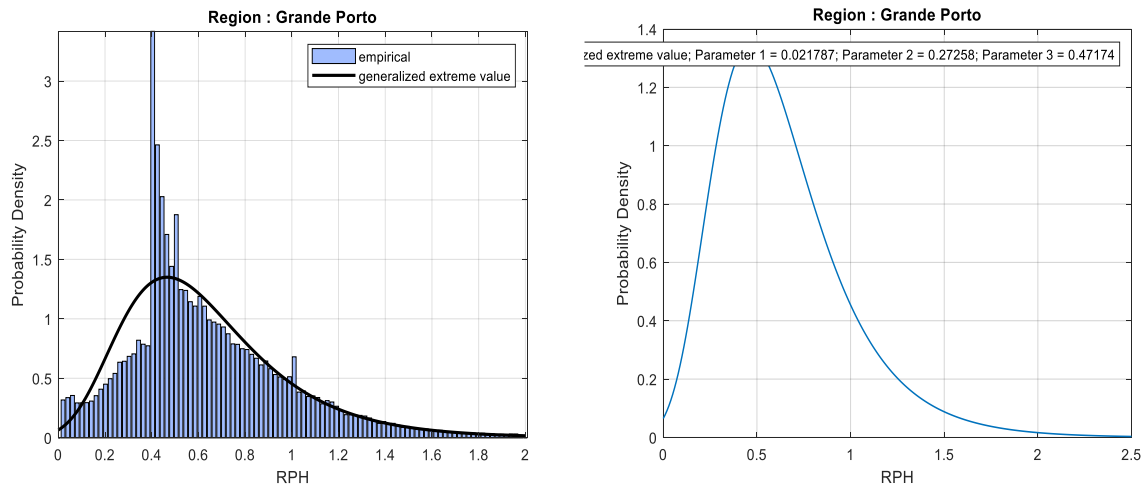 Region : Grande Porto
empirical
generalized extreme value
3
2.5
2
1.5
1
0.5
0
Probability Density
0 0.2 0.4 0.6 0.8 1 1.2 1.4 1.6 1.8 2
RPH
Region : Grande Porto
1.4
zed extreme value; Parameter 1 = 0.021787; Parameter 2 = 0.27258; Parameter 3 = 0.47174
1.2
1
0.8
0.6
0.4
0.2
0
Probability Density
0 0.5 1 1.5 2 2.5
RPH